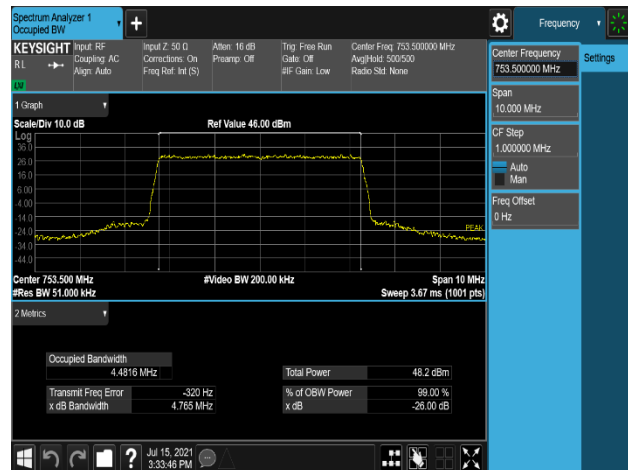 Spectrum Analyzer 1
Occupied BW
+
Frequency
KEYSIGHT
Input: RF
Input Z: 50 Ω
Atten: 16 dB
Trig: Free Run
Center Freq: 753.500000 MHz
RL
Coupling: AC
Corrections: On
Preamp: Off
Gate: Off
Avg|Hold: 500/500
Align: Auto
Freq Ref: Int (S)
#IF Gain: Low
Radio Std: None
Center Frequency
753.500000 MHz
Settings
Span
10.000 MHz
CF Step
1.000000 MHz
Auto
Man
Freq Offset
0 Hz
1 Graph
Scale/Div 10.0 dB
Ref Value 46.00 dBm
Log
36.0
26.0
16.0
6.00
-4.00
-14.0
-24.0
-34.0
-44.0
PEAK
Center 753.500 MHz
#Video BW 200.00 kHz
Span 10 MHz
#Res BW 51.000 kHz
Sweep 3.67 ms (1001 pts)
2 Metrics
Occupied Bandwidth
4.4816 MHz
Total Power
48.2 dBm
Transmit Freq Error
-320 Hz
% of OBW Power
99.00 %
x dB Bandwidth
4.765 MHz
x dB
-26.00 dB
?
Jul 15, 2021
3:33:46 PM